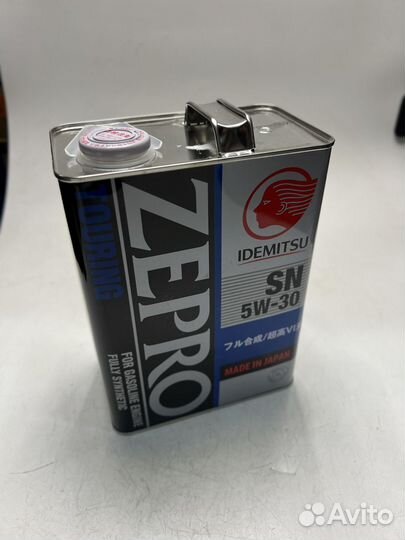 ZEPRO
TOURING
FOR GASOLINE ENGINE
FULLY SYNTHETIC
IDEMITSU
SN
5W-30
フル合成/超高VI
MADE IN JAPAN
Avito